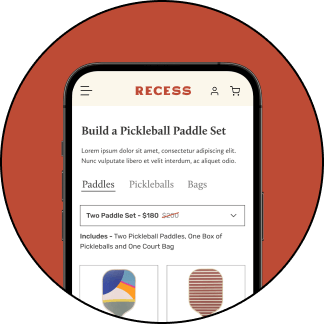 RECESS
Build a Pickleball Paddle Set
Lorem ipsum dolor sit amet, consectetur adipiscing elit.
Nunc vulputate libero et velit interdum, ac aliquet odio.
Paddles Pickleballs Bags
Two Paddle Set - $180 $260
Includes - Two Pickleball Paddles, One Box of
Pickleballs and One Court Bag